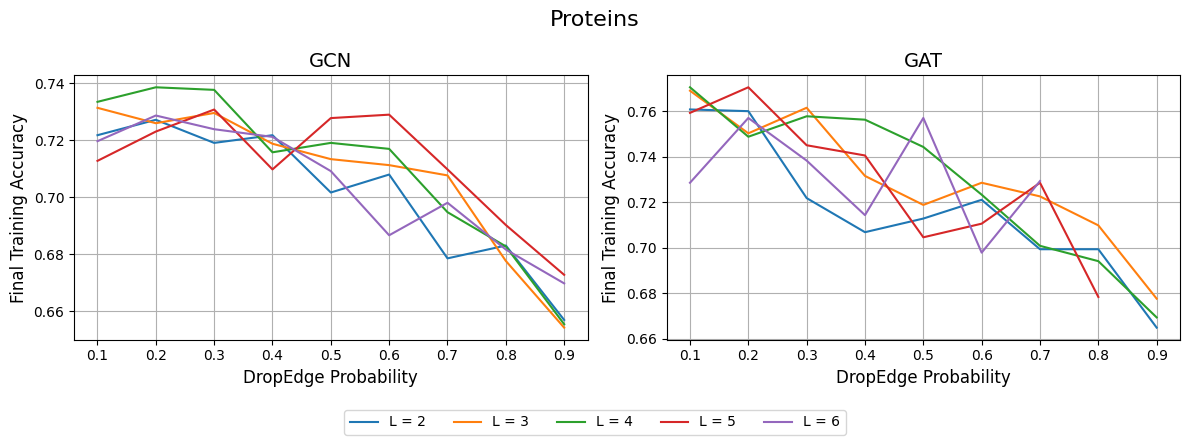 Proteins
GCN
Final Training Accuracy
0.74
0.72
0.70
0.68
0.66
0.1 0.2 0.3 0.4 0.5 0.6 0.7 0.8 0.9
DropEdge Probability
GAT
Final Training Accuracy
0.76
0.74
0.72
0.70
0.68
0.66
0.1 0.2 0.3 0.4 0.5 0.6 0.7 0.8 0.9
DropEdge Probability
L = 2 L = 3 L = 4 L = 5 L = 6